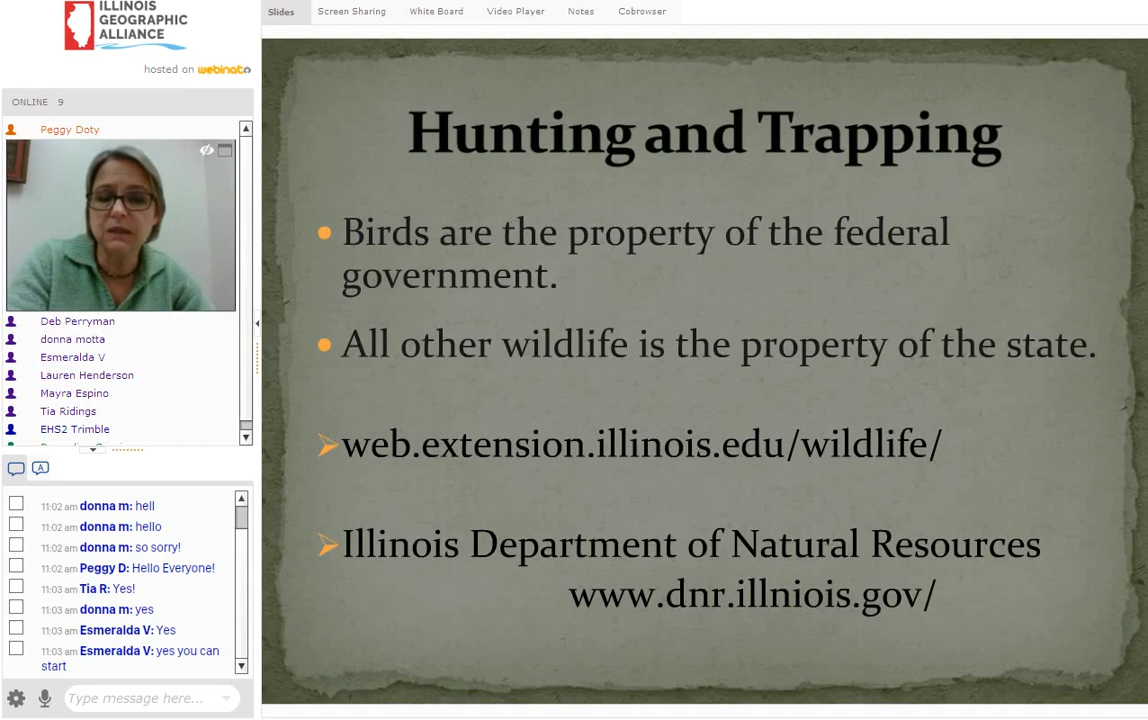 ILLINOIS
GEOGRAPHIC
ALLIANCE
hosted on webinato
ONLINE 9
Peggy Doty
Deb Perryman
donna motta
Esmeralda V
Lauren Henderson
Mayra Espino
Tia Ridings
EHS2 Trimble
11:02 am donna m: hell
11:02 am donna m: hello
11:02 am donna m: so sorry!
11:02 am Peggy D: Hello Everyone!
11:03 am Tia R: Yes!
11:03 am donna m: yes
11:03 am Esmeralda V: Yes
11:03 am Esmeralda V: yes you can
start
Type message here...
Slides Screen Sharing White Board Video Player Notes Cobrowser
Hunting and Trapping
Birds are the property of the federal
government.
All other wildlife is the property of the state.
web.extension.illinois.edu/wildlife/
Illinois Department of Natural Resources
www.dnr.illniois.gov/